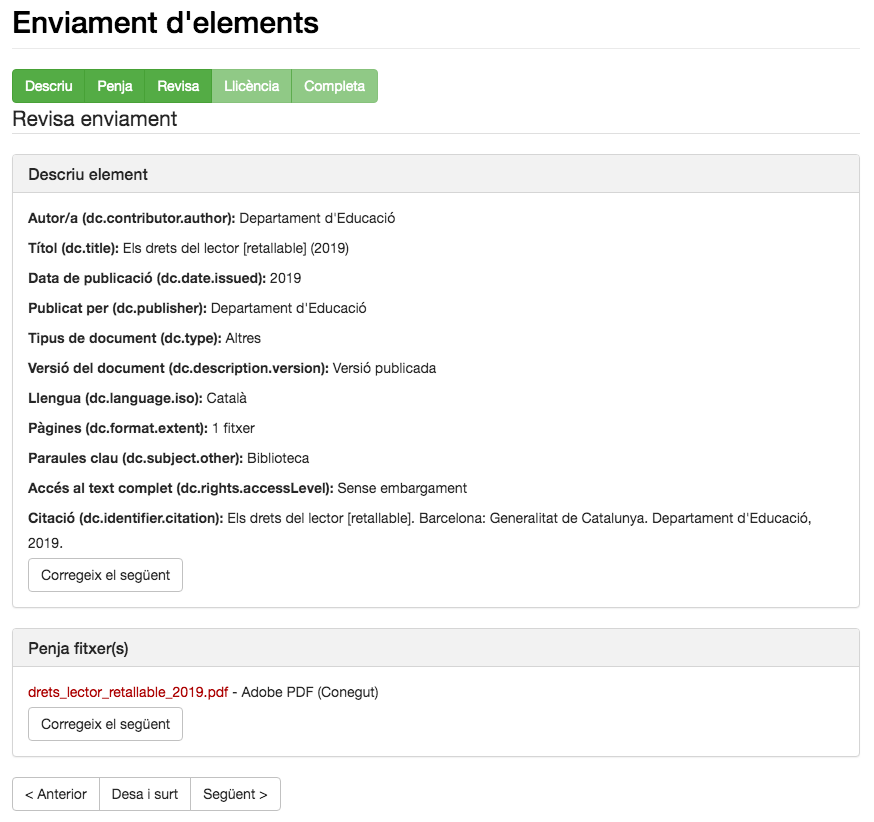 Enviament d'elements
Descriu Penja Revisa Llicència Completa
Revisa enviament
Descriu element
Autor/a (dc.contributor.author): Departament d'Educació
Títol (dc.title): Els drets del lector [retallable] (2019)
Data de publicació (dc.date.issued): 2019
Publicat per (dc.publisher): Departament d'Educació
Tipus de document (dc.type): Altres
Versió del document (dc.description.version): Versió publicada
Llengua (dc.language.iso): Català
Pàgines (dc.format.extent): 1 fitxer
Paraules clau (dc.subject.other): Biblioteca
Accés al text complet (dc.rights.accessLevel): Sense embargament
Citació (dc.identifier.citation): Els drets del lector [retallable]. Barcelona: Generalitat de Catalunya. Departament d'Educació,
2019.
Corregeix el següent
Penja fitxer(s)
drets_lector_retallable_2019.pdf - Adobe PDF (Conegut)
Corregeix el següent
< Anterior Desa i surt Següent >